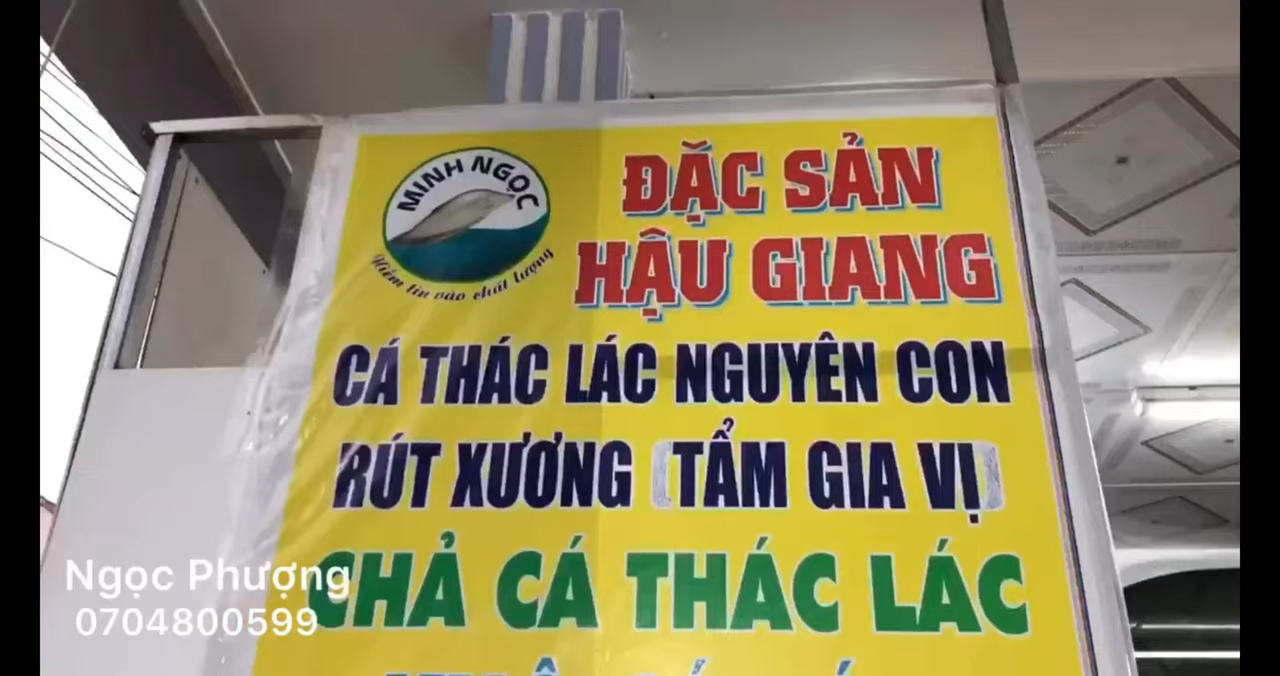 MINH NGỌC
Niềm tin vào chất lượng
ĐẶC SẢN
HẬU GIANG
CÁ THÁC LÁC NGUYÊN CON
RÚT XƯƠNG (TẨM GIA VỊ)
CHẢ CÁ THÁC LÁC
Ngọc Phượng
0704800599